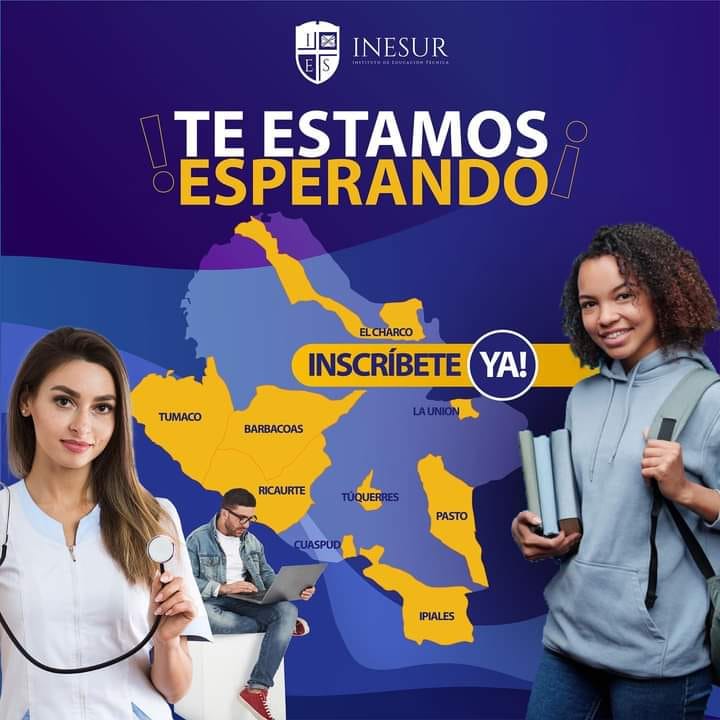 I
E S
INESUR
INSTITUTO DE EDUCACIÓN TÉCNICA
!TE ESTAMOS
ESPERANDO¡
EL CHARCO
INSCRÍBETE YA!
LA UNION
TUMACO
BARBACOAS
RICAURTE
TÚQUERRES
PASTO
CUASPUD
IPIALES